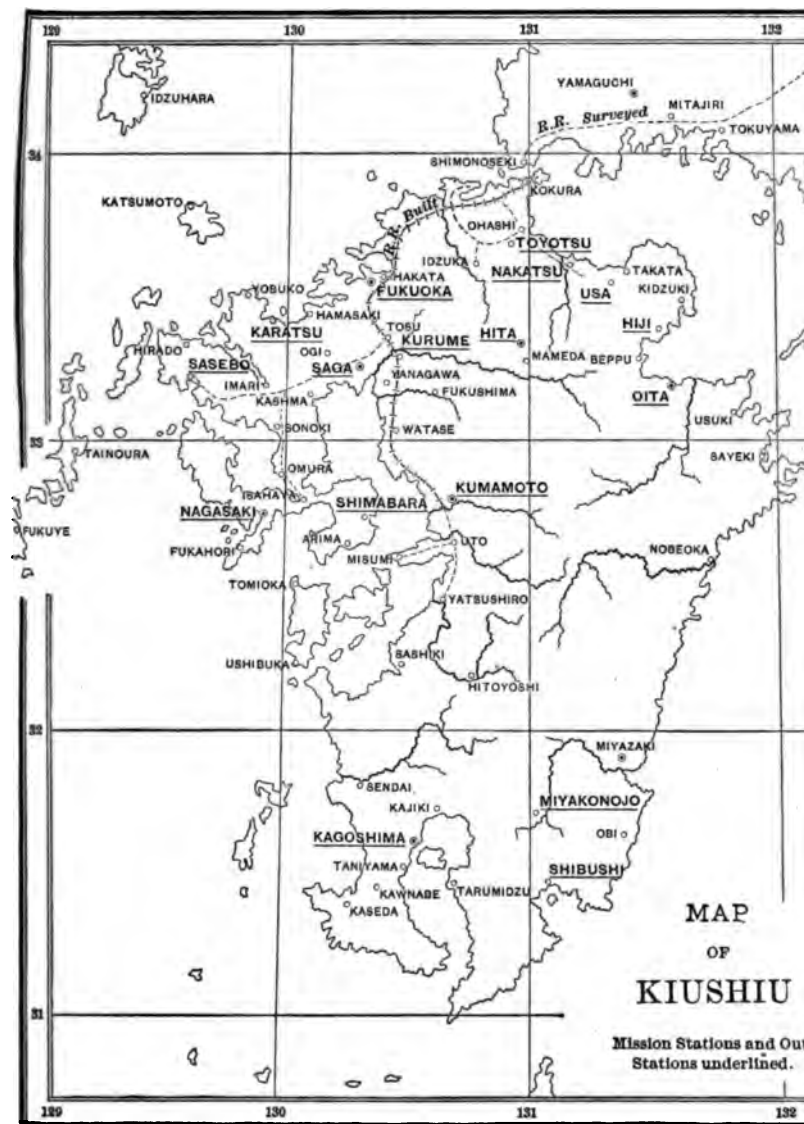 129 130 131 132
YAMAGUCHI
IDZUHARA
R.R. Surveyed
MITAJIRI
TOKUYAMA
34
SHIMONOSEKI
KOKURA
KATSUMOTO
R.R. Built
OHASHI
TOYOTSU
IDZUKA
NAKATSU
TAKATA
HAKATA
FUKUOKA
USA
KIDZUKI
YOBUKO
HAMASAKI
KARATSU
TOSU
HIJI
HIRADO
OGI
KURUME
HITA
SASEBO
SAGA
MAMEDA
BEPPU
IMARI
YANAGAWA
KASHMA
FUKUSHIMA
OITA
USUKI
SONOKI
WATASE
33
TAINOURA
SAYEKI
OMURA
ISAHAYA
SHIMABARA
KUMAMOTO
NAGASAKI
FUKUYE
ARIMA
UTO
FUKAHORI
MISUMI
NOBEOKA
TOMIOKA
YATSUSHIRO
USHIBUKA
SASHIKI
HITOYOSHI
32
MIYAZAKI
SENDAI
KAJIKI
MIYAKONOJO
KAGOSHIMA
OBI
TANIYAMA
SHIBUSHI
KAWNABE
TARUMIDZU
KASEDA
MAP
OF
KIUSHIU
31
Mission Stations and Out
Stations underlined.
129 130 131 132